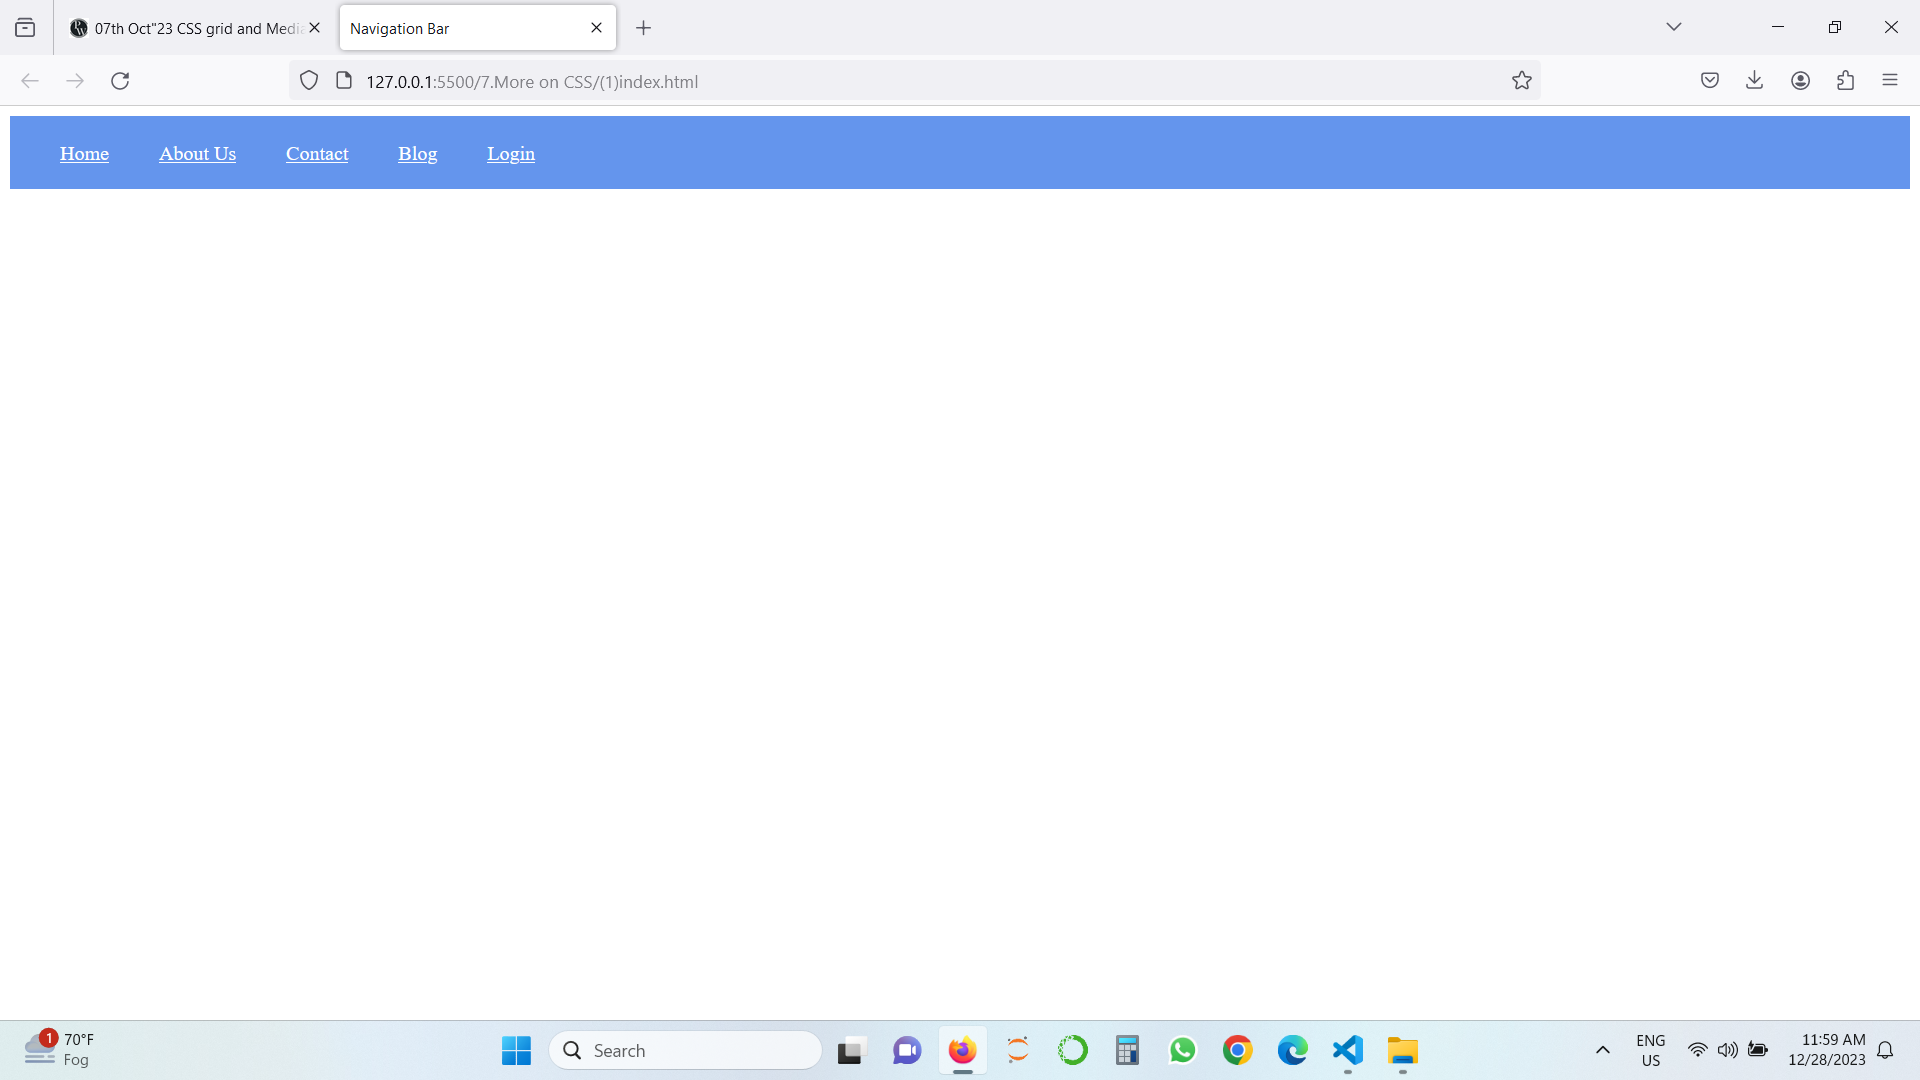 07th Oct"23 CSS grid and Media
Navigation Bar
127.0.0.1:5500/7.More on CSS/(1)index.html
Home About Us Contact Blog Login
1
70°F
Fog
Search
ENG
US
11:59 AM
12/28/2023